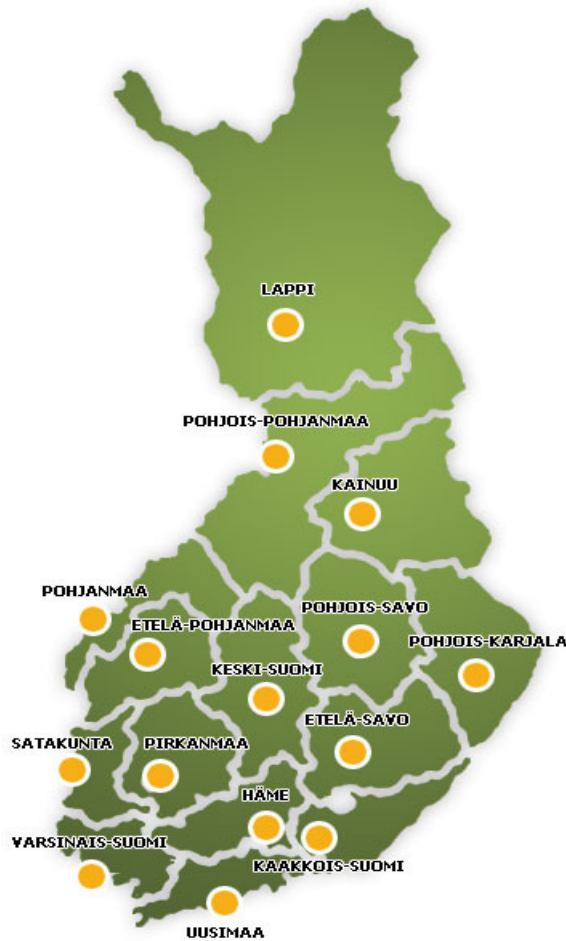 LAPPI
POHJOIS-POHJANMAA
KAINUU
POHJANMAA
POHJOIS-SAVO
ETELÄ-POHJANMAA
POHJOIS-KARJALA
KESKI-SUOMI
ETELÄ-SAVO
SATAKUNTA
PIRKANMAA
HÄME
VARSINAIS-SUOMI
KAAKKOIS-SUOMI
UUSIMAA